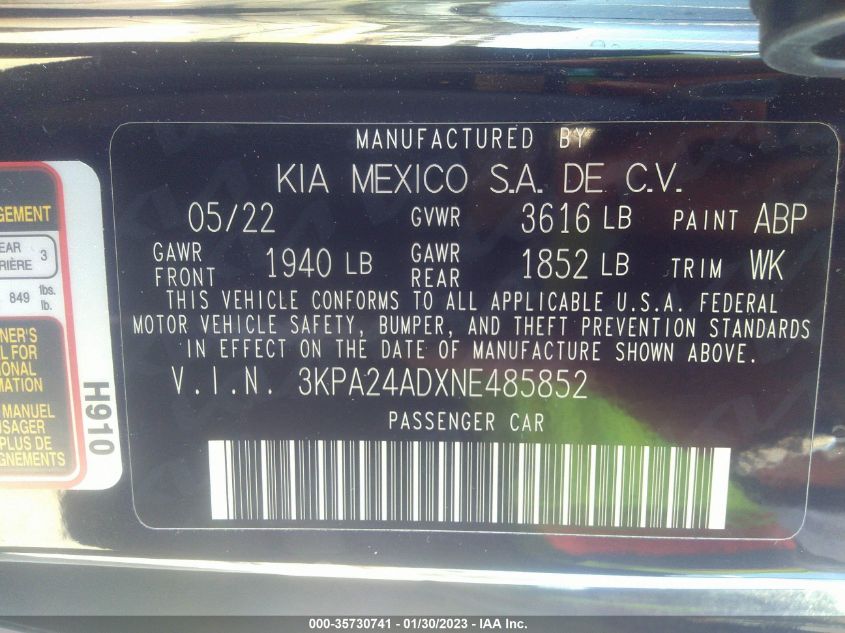 MANUFACTURED BY
KIA MEXICO S.A. DE C.V.
05/22 GVWR 3616 LB PAINT ABP
GAWR FRONT 1940 LB GAWR REAR 1852 LB TRIM WK
THIS VEHICLE CONFORMS TO ALL APPLICABLE U.S.A. FEDERAL
MOTOR VEHICLE SAFETY, BUMPER, AND THEFT PREVENTION STANDARDS
IN EFFECT ON THE DATE OF MANUFACTURE SHOWN ABOVE.
V.I.N. 3KPA24ADXNE485852
PASSENGER CAR
GEMENT
EAR 3
RIÈRE
849 lbs.
lb.
NER'S
L FOR
IONAL
MATION
MANUEL
USAGER
PLUS DE
GNEMENTS
H910
000-35730741 - 01/30/2023 - IAA Inc.